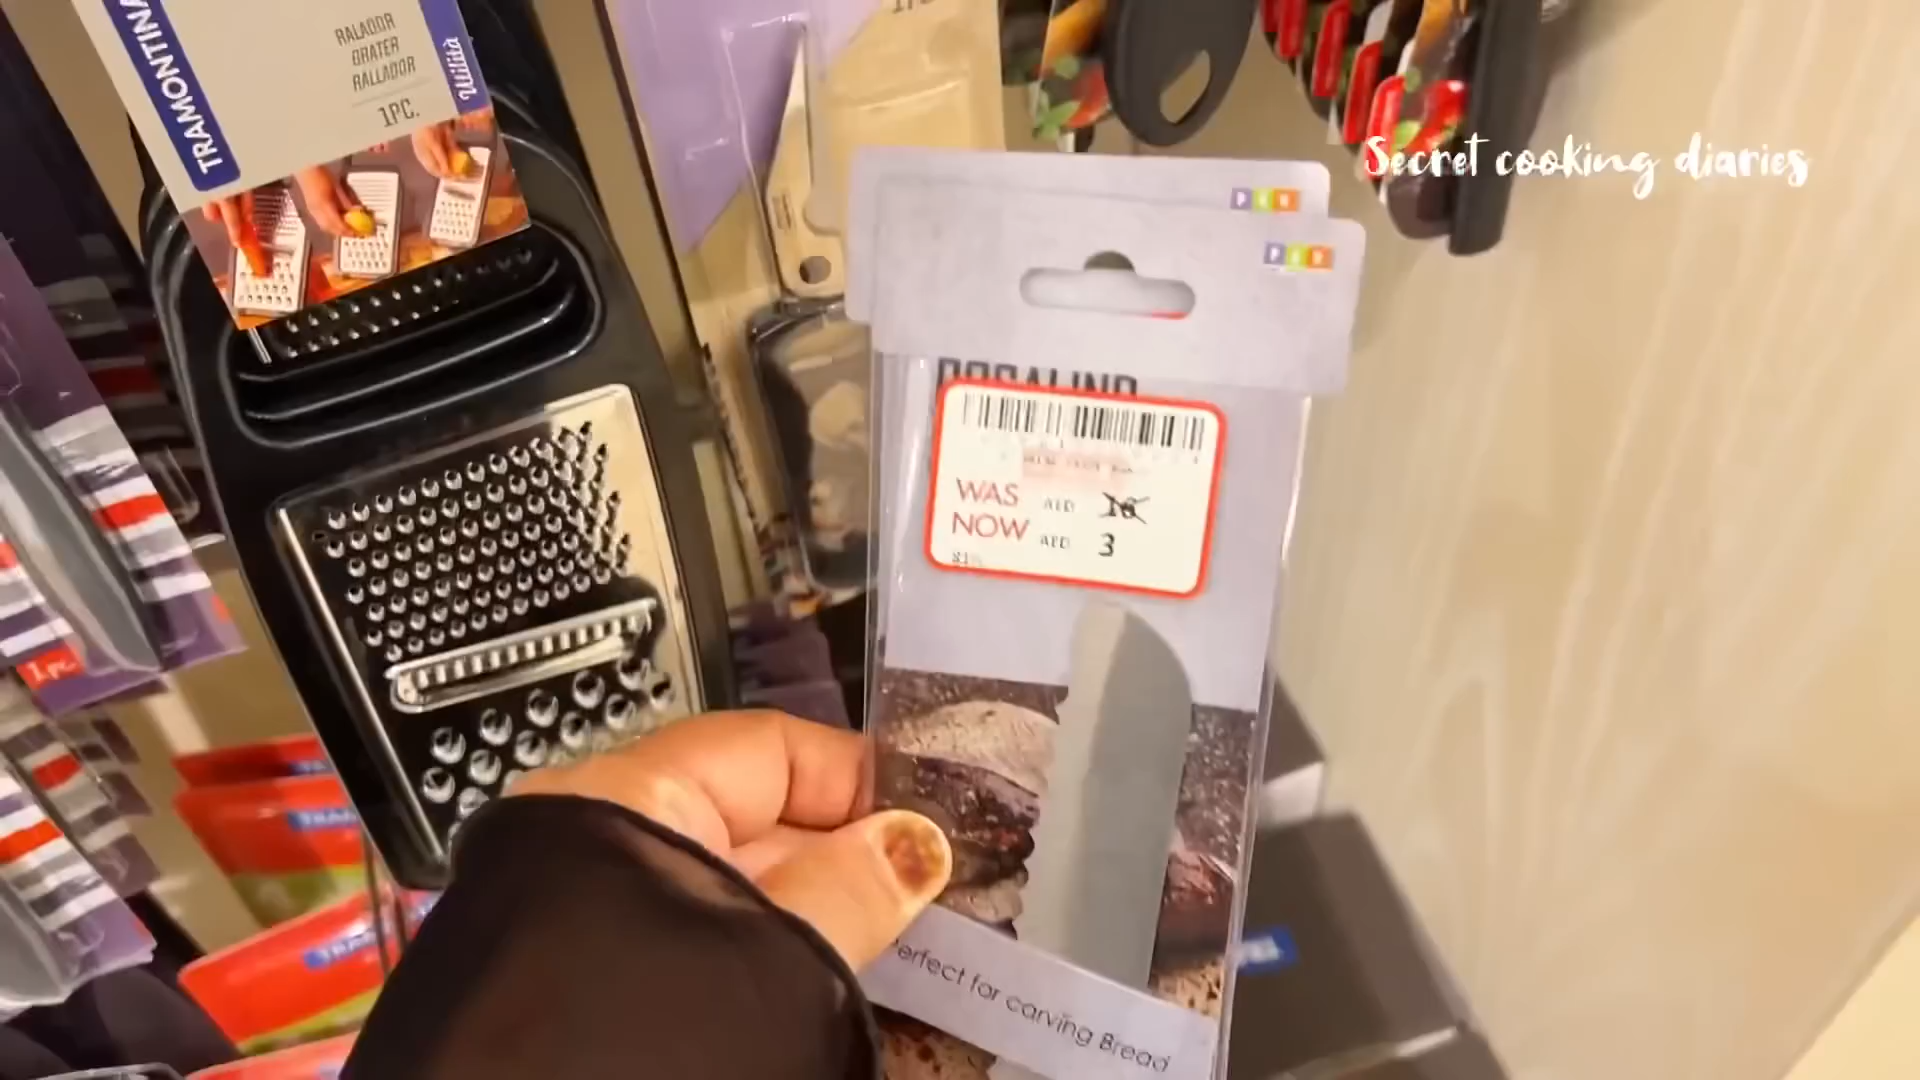 TRAMONTINA
RALADOR
GRATER
RALLADOR
1PC.
Utilità
Secret cooking diaries
WAS AED 16
NOW AED 3
Perfect for carving Bread
1pc.